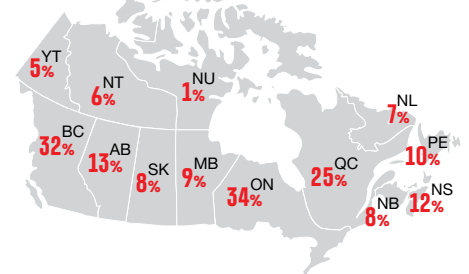 YT
5%
NT
6%
NU
1%
NL
7%
BC
32%
AB
13%
SK
8%
MB
9%
ON
34%
QC
25%
PE
10%
NB
8%
NS
12%